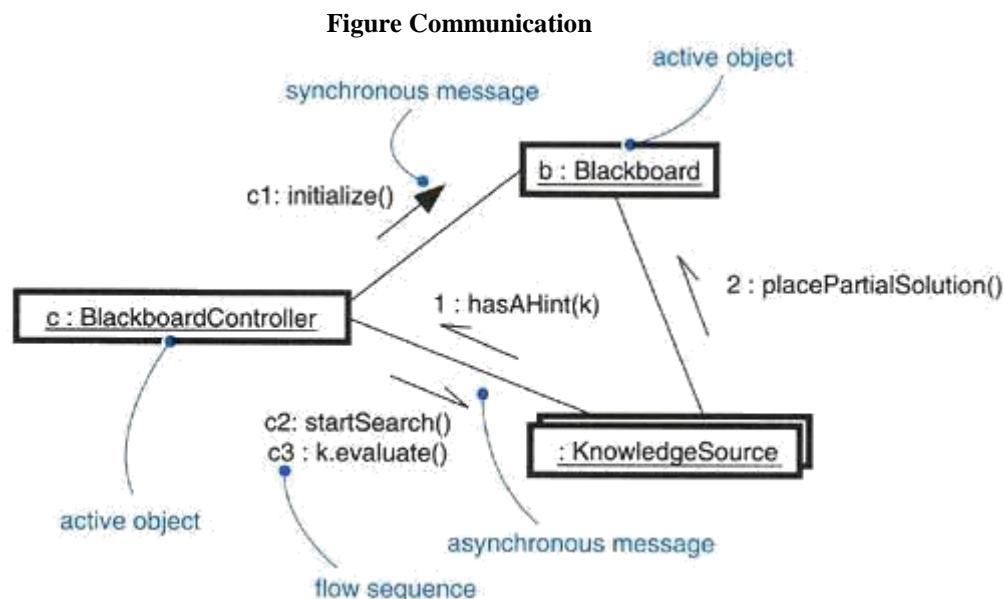 Figure Communication
active object
synchronous message
b : Blackboard
c1: initialize()
2 : placePartialSolution()
1 : hasAHint(k)
c : BlackboardController
c2: startSearch()
c3 : k.evaluate()
: KnowledgeSource
active object
asynchronous message
flow sequence